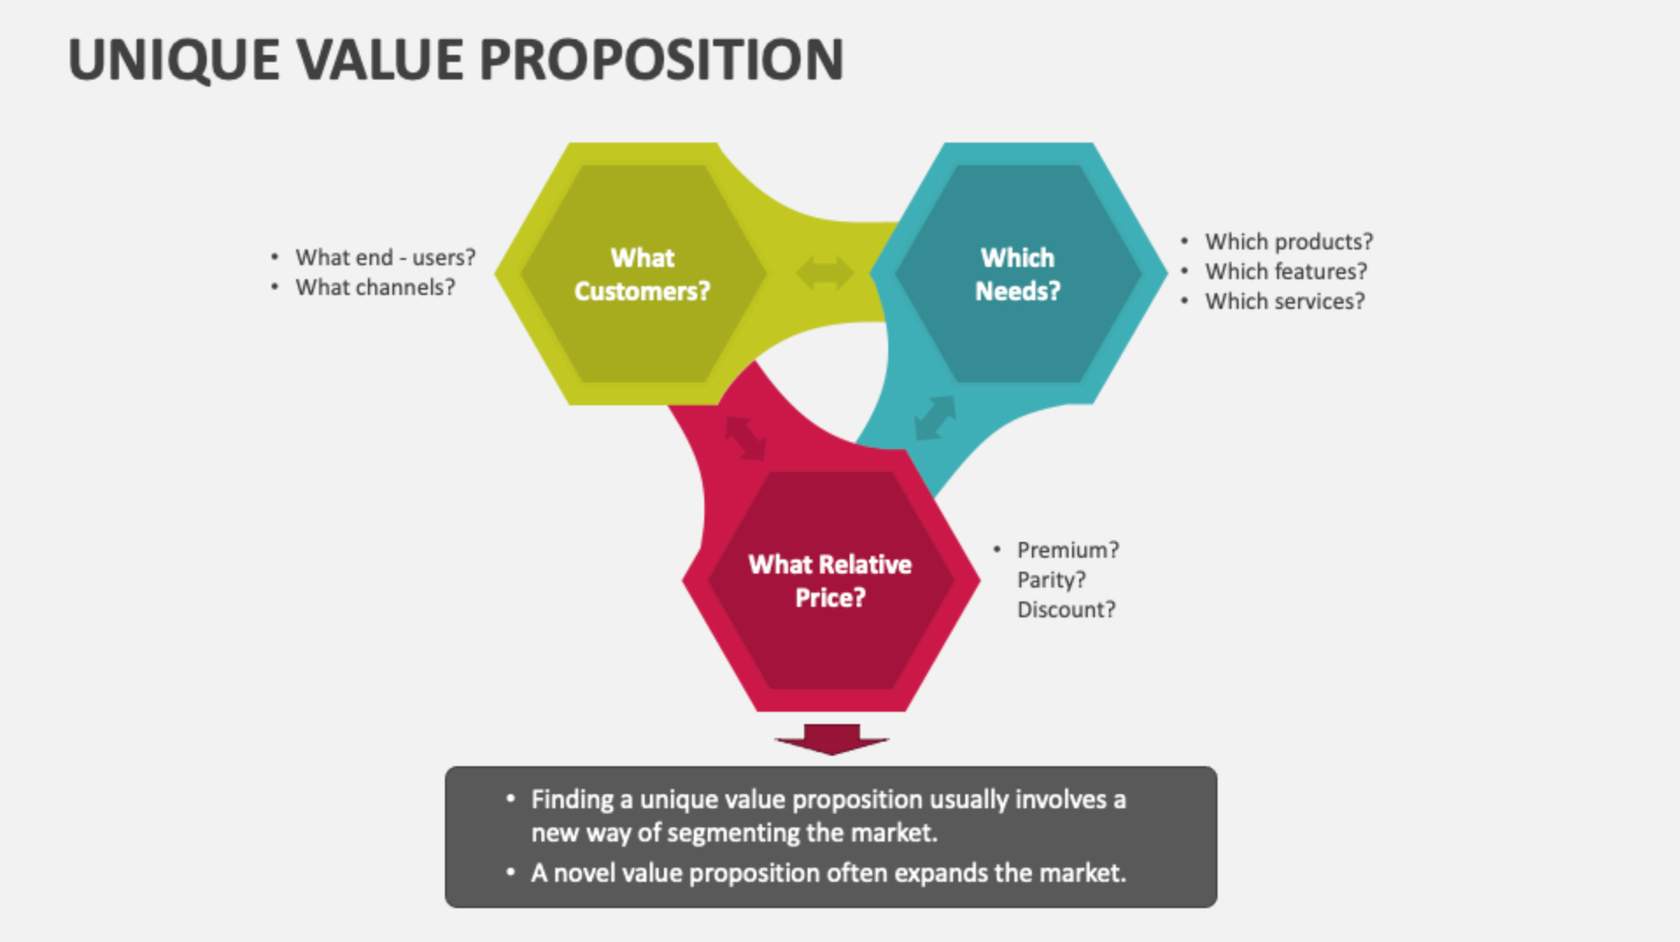 UNIQUE VALUE PROPOSITION
• What end - users?
• What channels?
What
Customers?
Which
Needs?
• Which products?
• Which features?
• Which services?
What Relative
Price?
• Premium?
Parity?
Discount?
• Finding a unique value proposition usually involves a
new way of segmenting the market.
• A novel value proposition often expands the market.